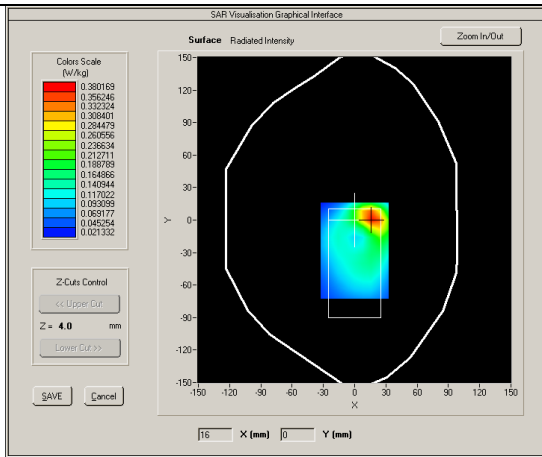 SAR Visualisation Graphical Interface
Surface Radiated Intensity
Zoom In/Out
Colors Scale
(W/kg)
0.380169
0.356246
0.332324
0.308401
0.284479
0.260556
0.236634
0.212711
0.188789
0.164866
0.140944
0.117022
0.093099
0.069177
0.045254
0.021332
Z-Cuts Control
<< Upper Cut
Z = 4.0 mm
Lower Cut >>
SAVE Cancel
150
120
90
60
30
0
-30
-60
-90
-120
-150
Y
-150 -120 -90 -60 -30 0 30 60 90 120 150
X
16 X (mm) 0 Y (mm)